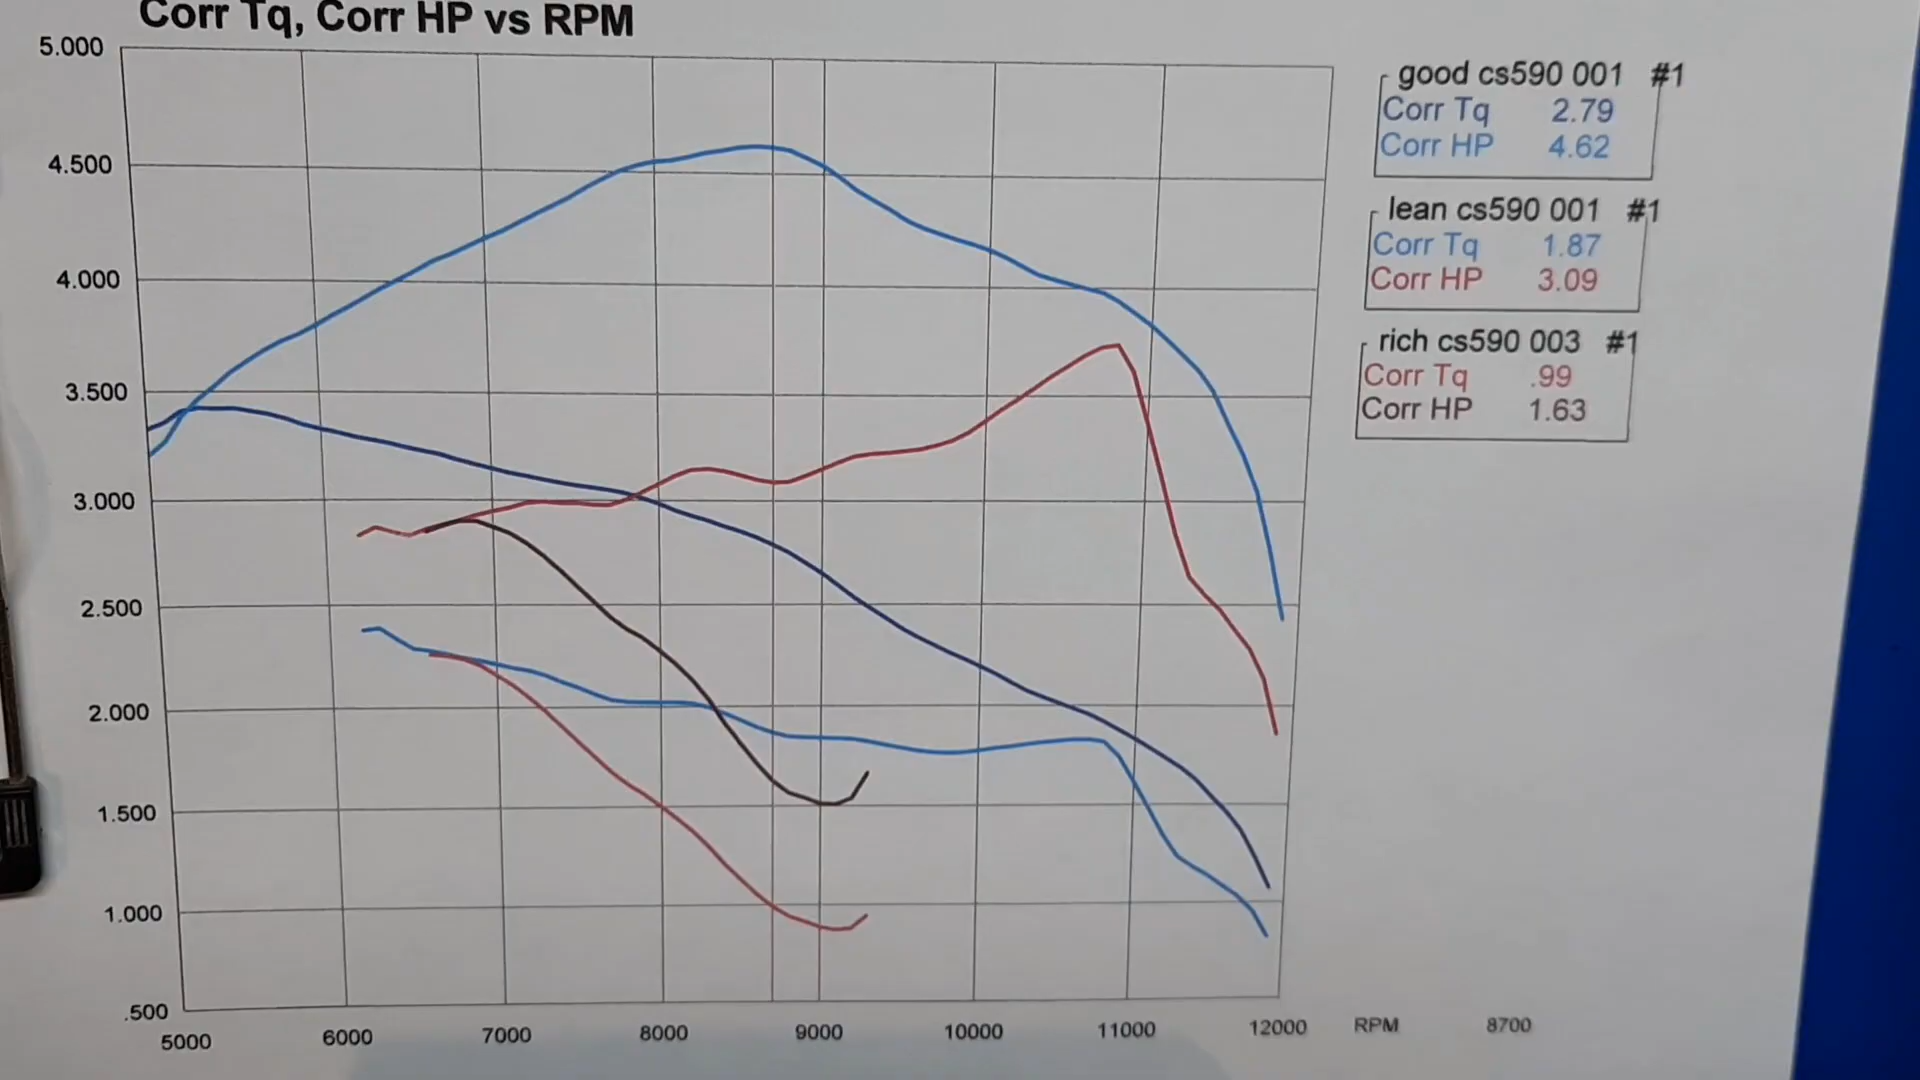 Corr Tq, Corr HP vs RPM
5.000
4.500
4.000
3.500
3.000
2.500
2.000
1.500
1.000
.500
5000 6000 7000 8000 9000 10000 11000 12000 RPM 8700
good cs590 001 #1
Corr Tq 2.79
Corr HP 4.62
lean cs590 001 #1
Corr Tq 1.87
Corr HP 3.09
rich cs590 003 #1
Corr Tq .99
Corr HP 1.63